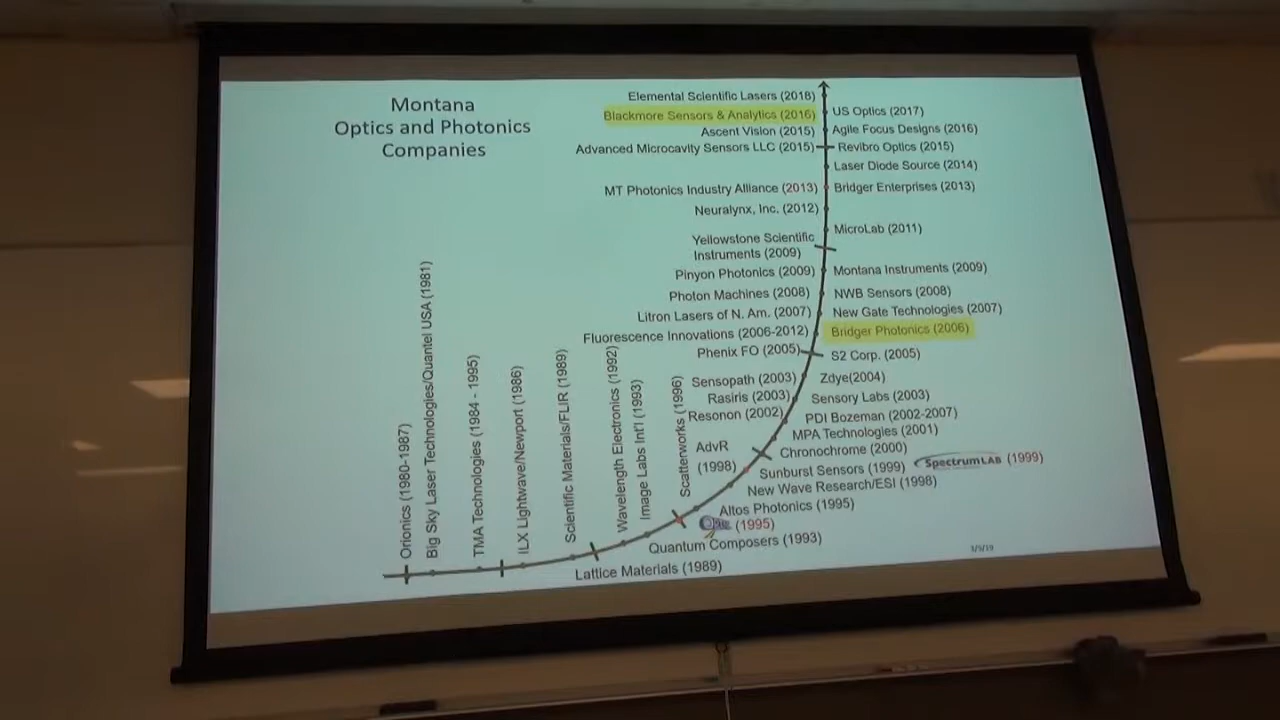 Montana
Optics and Photonics
Companies
Elemental Scientific Lasers (2018)
Blackmore Sensors & Analytics (2016)
Ascent Vision (2015)
Advanced Microcavity Sensors LLC (2015)
MT Photonics Industry Alliance (2013)
Neuralynx, Inc. (2012)
Yellowstone Scientific
Instruments (2009)
Pinyon Photonics (2009)
Photon Machines (2008)
Litron Lasers of N. Am. (2007)
Fluorescence Innovations (2006-2012)
Phenix FO (2005)
Sensopath (2003)
Rasiris (2003)
Resonon (2002)
AdvR
(1998)
US Optics (2017)
Agile Focus Designs (2016)
Revibro Optics (2015)
Laser Diode Source (2014)
Bridger Enterprises (2013)
MicroLab (2011)
Montana Instruments (2009)
NWB Sensors (2008)
New Gate Technologies (2007)
Bridger Photonics (2006)
S2 Corp. (2005)
Zdye(2004)
Sensory Labs (2003)
PDI Bozeman (2002-2007)
MPA Technologies (2001)
Chronochrome (2000)
Sunburst Sensors (1999)
SPECTRUM LAB (1999)
New Wave Research/ESI (1998)
Altos Photonics (1995)
(1995)
Quantum Composers (1993)
Lattice Materials (1989)
Orionics (1980-1987)
Big Sky Laser Technologies/Quantel USA (1981)
TMA Technologies (1984 - 1995)
ILX Lightwave/Newport (1986)
Scientific Materials/FLIR (1989)
Wavelength Electronics (1992)
Image Labs Int'l (1993)
Scatterworks (1996)